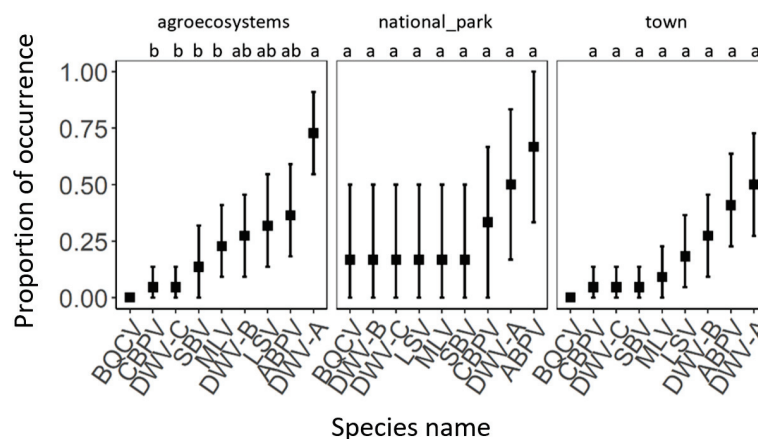 agroecosystems national_park town
b b b b ab ab ab a a a a a a a a a a a a a a a a a a
Proportion of occurrence
1.00
0.75
0.50
0.25
0.00
BQCV CBPV DWV-C SBV MLV DWV-B LSV ABPV DWV-A BQCV DWV-B DWV-C LSV MLV SBV CBPV DWV-A ABPV BQCV CBPV DWV-C SBV MLV LSV DWV-B ABPV DWV-A
Species name